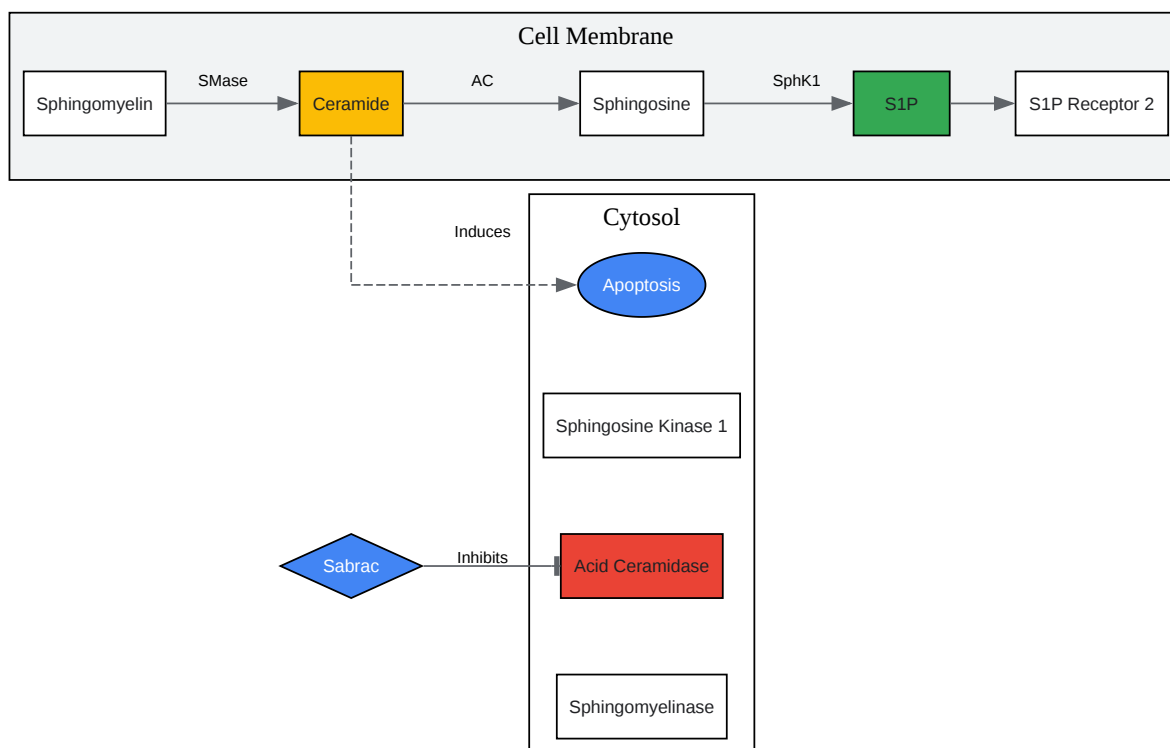 Cell Membrane
SMase
AC
SphK1
Sphingomyelin
Ceramide
Sphingosine
S1P
S1P Receptor 2
Cytosol
Induces
Apoptosis
Sphingosine Kinase 1
Sabrac
Inhibits
Acid Ceramidase
Sphingomyelinase